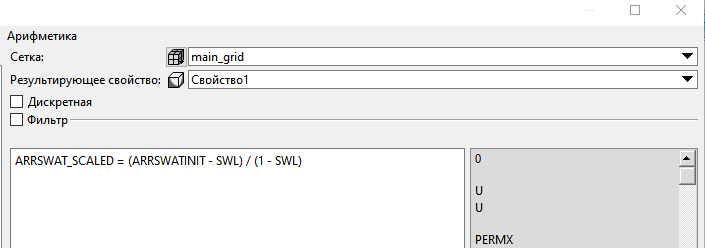 Арифметика
Сетка: main_grid
Результирующее свойство: Свойство1
Дискретная
Фильтр
ARRSWAT_SCALED = (ARRSWATINIT - SWL) / (1 - SWL)
0
U
U
PERMX